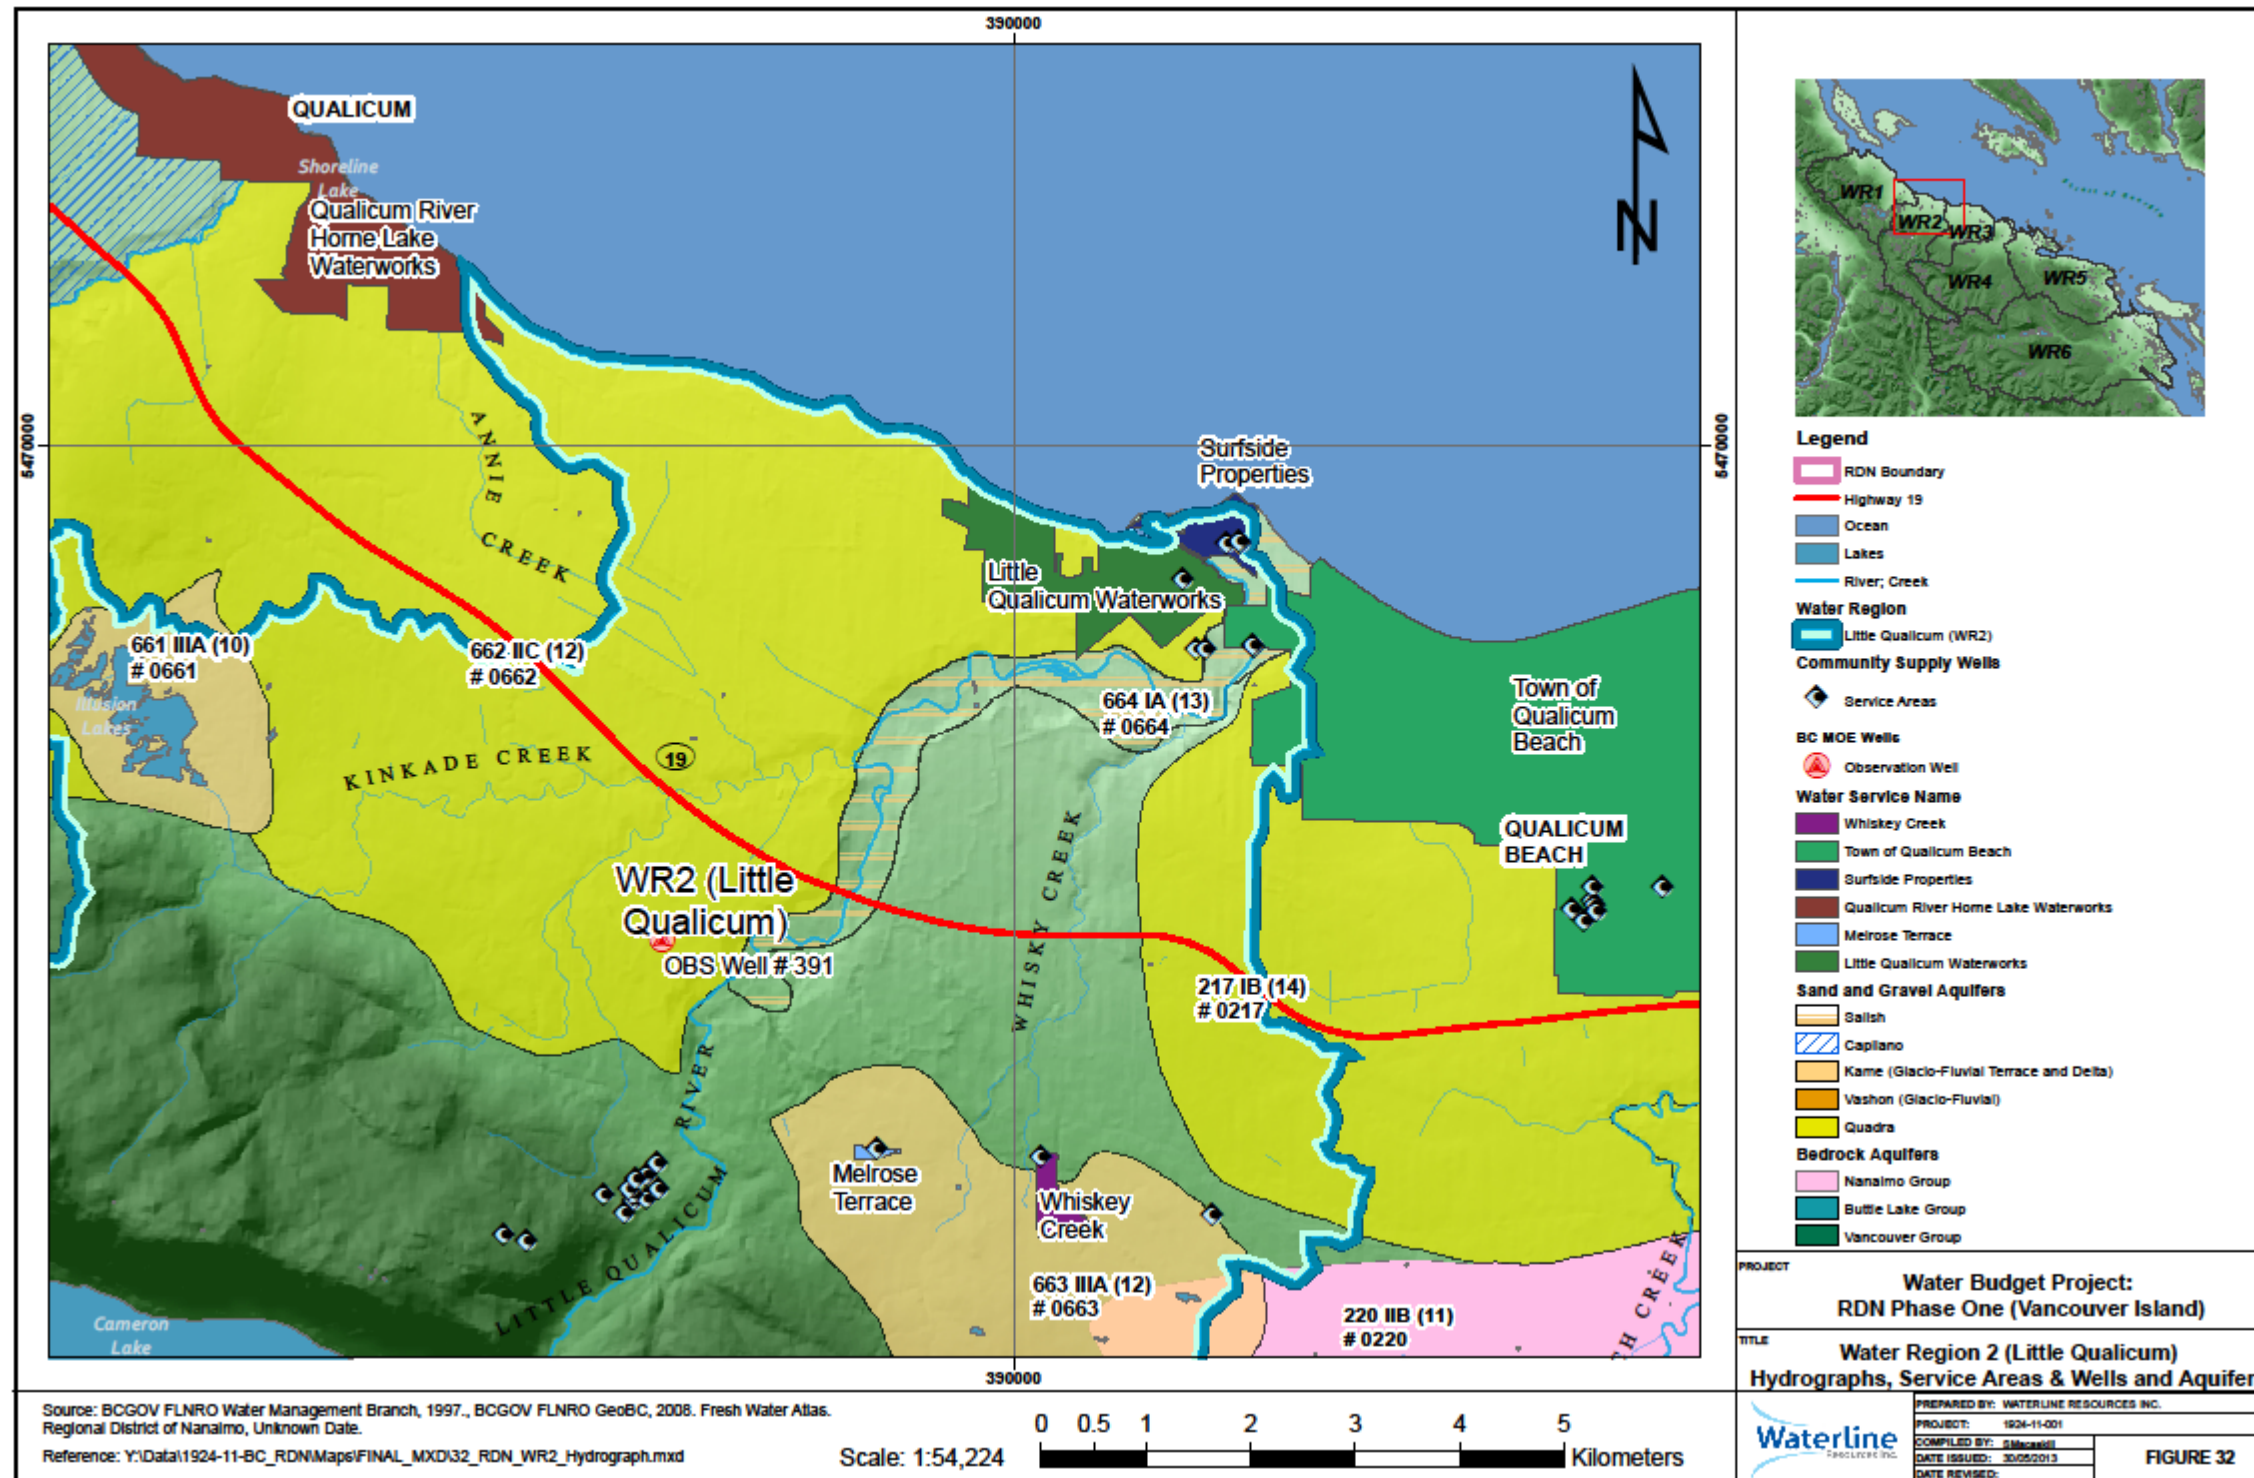 390000
QUALICUM
Shoreline
Lake
Qualicum River
Horne Lake
Waterworks
N
5470000
5470000
ANNIE
CREEK
Surfside
Properties
Little
Qualicum Waterworks
661 IIIA (10)
# 0661
662 IIC (12)
# 0662
Illusion
Lakes
664 IA (13)
# 0664
Town of
Qualicum
Beach
KINKADE CREEK
19
WHISKY CREEK
QUALICUM
BEACH
WR2 (Little
Qualicum)
OBS Well # 391
217 IB (14)
# 0217
LITTLE QUALICUM RIVER
Melrose
Terrace
Whiskey
Creek
663 IIIA (12)
# 0663
220 IIB (11)
# 0220
CH CREEK
Cameron
Lake
390000
WR1
WR2
WR3
WR4
WR5
WR6
Legend
RDN Boundary
Highway 19
Ocean
Lakes
River; Creek
Water Region
Little Qualicum (WR2)
Community Supply Wells
Service Areas
BC MOE Wells
Observation Well
Water Service Name
Whiskey Creek
Town of Qualicum Beach
Surfside Properties
Qualicum River Horne Lake Waterworks
Melrose Terrace
Little Qualicum Waterworks
Sand and Gravel Aquifers
Salish
Capilano
Kame (Glacio-Fluvial Terrace and Delta)
Vashon (Glacio-Fluvial)
Quadra
Bedrock Aquifers
Nanaimo Group
Buttle Lake Group
Vancouver Group
PROJECT
Water Budget Project:
RDN Phase One (Vancouver Island)
TITLE
Water Region 2 (Little Qualicum)
Hydrographs, Service Areas & Wells and Aquifer
Source: BCGOV FLNRO Water Management Branch, 1997., BCGOV FLNRO GeoBC, 2008. Fresh Water Atlas.
Regional District of Nanaimo, Unknown Date.
Reference: Y:\Data\1924-11-BC_RDN\Maps\FINAL_MXD\32_RDN_WR2_Hydrograph.mxd
Scale: 1:54,224
0 0.5 1 2 3 4 5
Kilometers
Waterline
Resources Inc.
PREPARED BY: WATERLINE RESOURCES INC.
PROJECT: 1924-11-001
COMPILED BY: SMacaskill
DATE ISSUED: 30/05/2013
DATE REVISED:
FIGURE 32